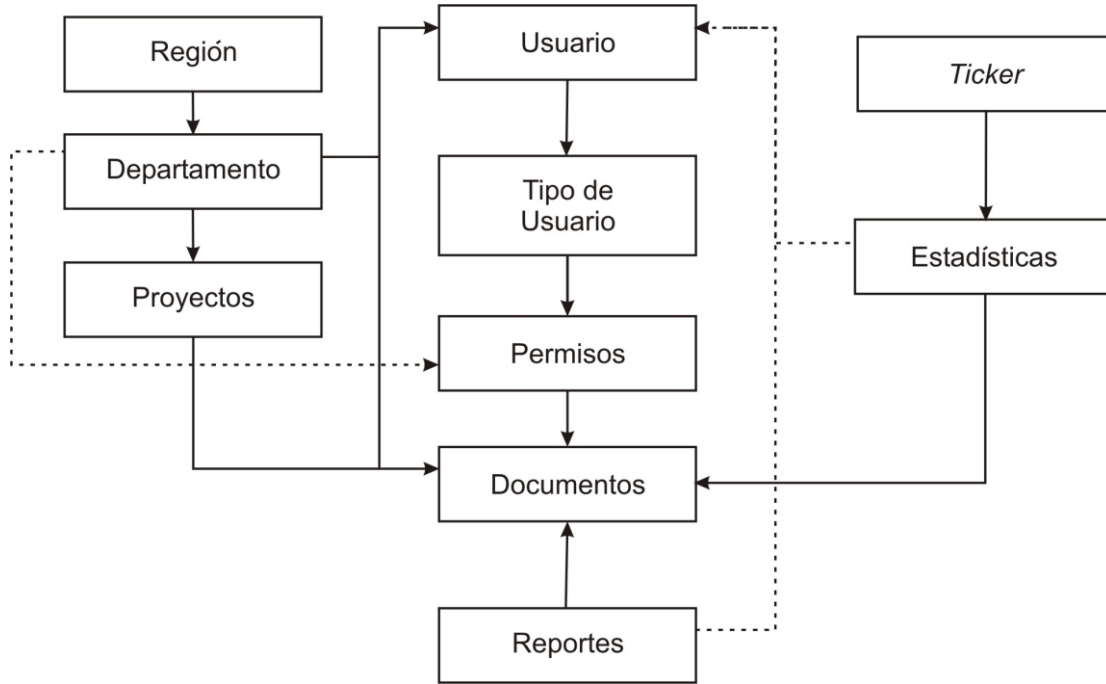 Región
Departamento
Proyectos
Usuario
Tipo de
Usuario
Permisos
Documentos
Reportes
Ticker
Estadísticas